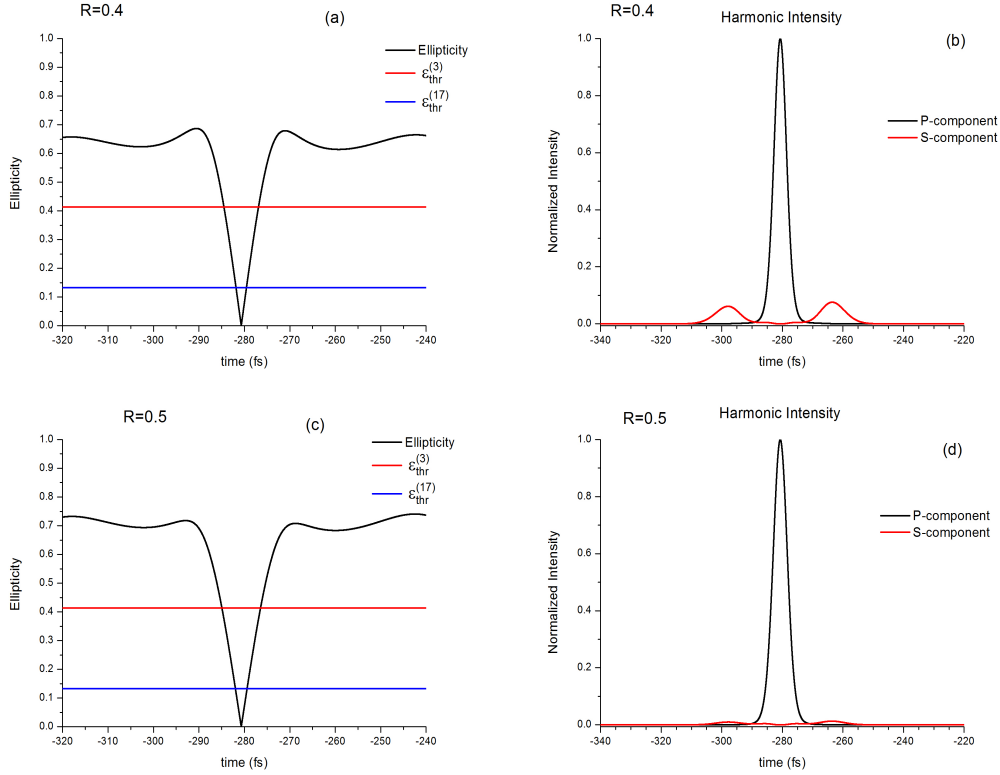 R=0.4
(a)
1.0
0.9
0.8
0.7
0.6
0.5
0.4
0.3
0.2
0.1
0.0
Ellipticity
Ellipticity
ε_thr^(3)
ε_thr^(17)
-320 -310 -300 -290 -280 -270 -260 -250 -240
time (fs)
R=0.4
Harmonic Intensity
(b)
1.0
0.8
0.6
0.4
0.2
0.0
Normalized Intensity
P-component
S-component
-340 -320 -300 -280 -260 -240 -220
time (fs)
R=0.5
(c)
1.0
0.9
0.8
0.7
0.6
0.5
0.4
0.3
0.2
0.1
0.0
Ellipticity
Ellipticity
ε_thr^(3)
ε_thr^(17)
-320 -310 -300 -290 -280 -270 -260 -250 -240
time (fs)
R=0.5
Harmonic Intensity
(d)
1.0
0.8
0.6
0.4
0.2
0.0
Normalized Intensity
P-component
S-component
-340 -320 -300 -280 -260 -240 -220
time (fs)